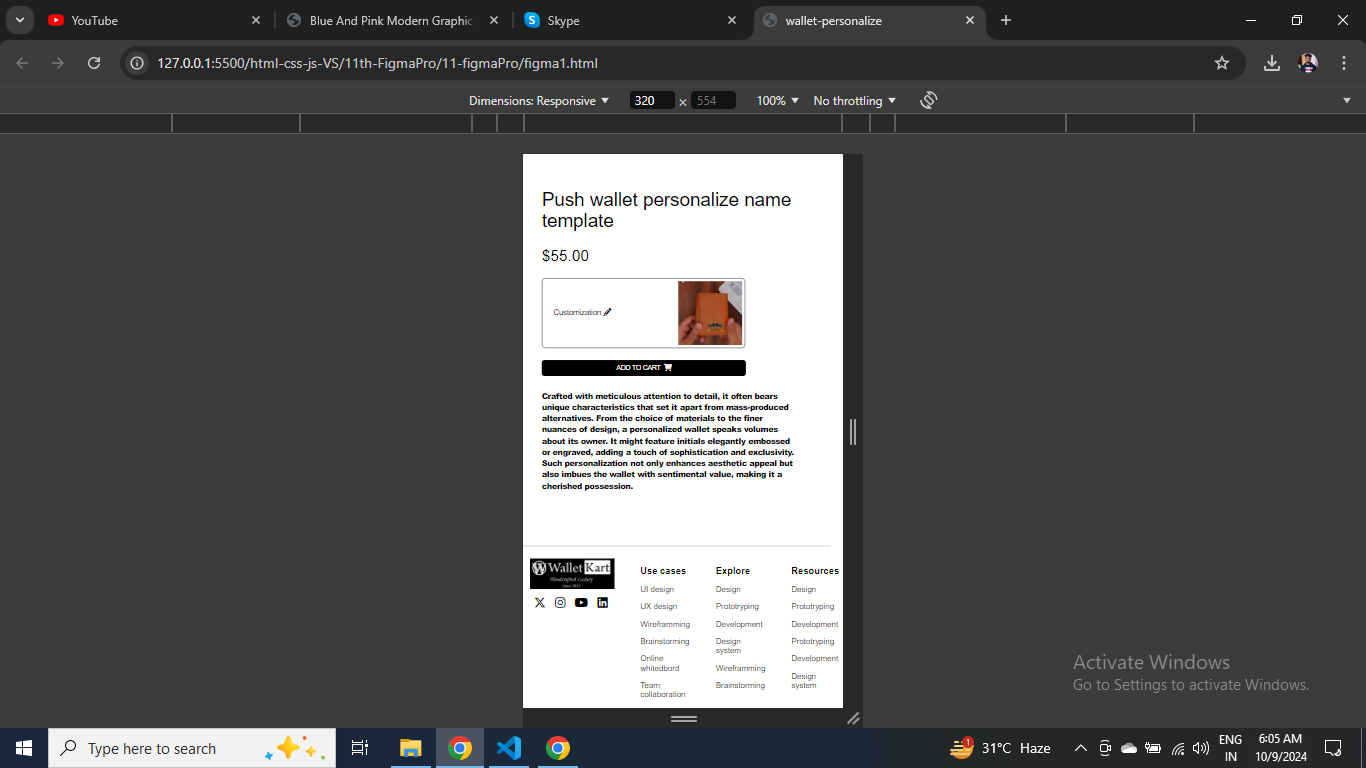 YouTube
Blue And Pink Modern Graphic
Skype
wallet-personalize
127.0.0.1:5500/html-css-js-VS/11th-FigmaPro/11-figmaPro/figma1.html
Dimensions: Responsive
320
×
554
100%
No throttling
Push wallet personalize name
template
$55.00
Customization
ADD TO CART
Crafted with meticulous attention to detail, it often bears
unique characteristics that set it apart from mass-produced
alternatives. From the choice of materials to the finer
nuances of design, a personalized wallet speaks volumes
about its owner. It might feature initials elegantly embossed
or engraved, adding a touch of sophistication and exclusivity.
Such personalization not only enhances aesthetic appeal but
also imbues the wallet with sentimental value, making it a
cherished possession.
Wallet Kart
Handcrafted Luxury
Use cases
UI design
UX design
Wireframming
Brainstorming
Online
whitedbord
Team
collaboration
Explore
Design
Prototryping
Development
Design
system
Wireframming
Brainstorming
Resources
Design
Prototryping
Development
Prototryping
Development
Design
system
Activate Windows
Go to Settings to activate Windows.
Type here to search
1
31°C Haze
ENG
IN
6:05 AM
10/9/2024